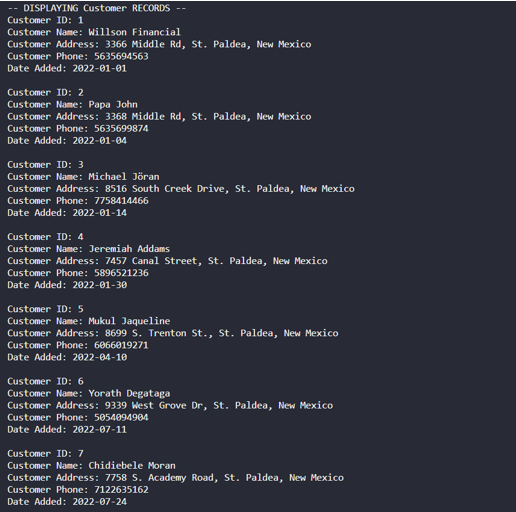 -- DISPLAYING Customer RECORDS --
Customer ID: 1
Customer Name: Willson Financial
Customer Address: 3366 Middle Rd, St. Paldea, New Mexico
Customer Phone: 5635694563
Date Added: 2022-01-01
Customer ID: 2
Customer Name: Papa John
Customer Address: 3368 Middle Rd, St. Paldea, New Mexico
Customer Phone: 5635699874
Date Added: 2022-01-04
Customer ID: 3
Customer Name: Michael Jöran
Customer Address: 8516 South Creek Drive, St. Paldea, New Mexico
Customer Phone: 7758414466
Date Added: 2022-01-14
Customer ID: 4
Customer Name: Jeremiah Addams
Customer Address: 7457 Canal Street, St. Paldea, New Mexico
Customer Phone: 5896521236
Date Added: 2022-01-30
Customer ID: 5
Customer Name: Mukul Jaqueline
Customer Address: 8699 S. Trenton St., St. Paldea, New Mexico
Customer Phone: 6066019271
Date Added: 2022-04-10
Customer ID: 6
Customer Name: Yorath Degataga
Customer Address: 9339 West Grove Dr, St. Paldea, New Mexico
Customer Phone: 5054094904
Date Added: 2022-07-11
Customer ID: 7
Customer Name: Chidiebele Moran
Customer Address: 7758 S. Academy Road, St. Paldea, New Mexico
Customer Phone: 7122635162
Date Added: 2022-07-24